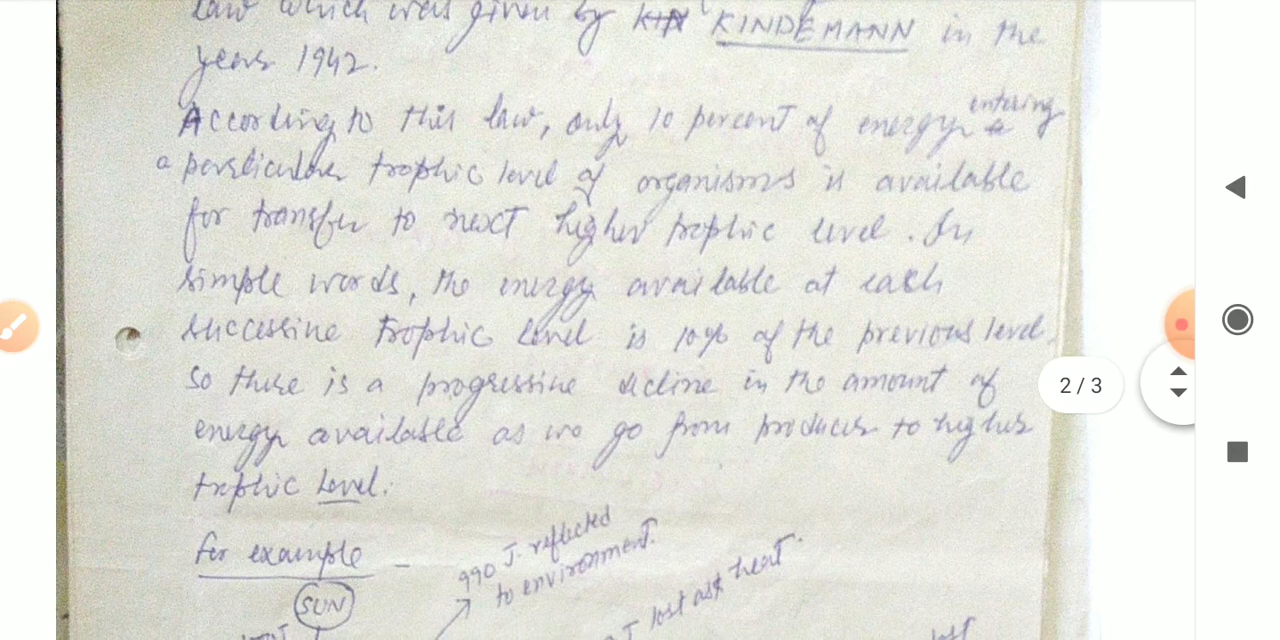 law which was given by KIN KINDEMANN in the
years 1942.
According to this law, only 10 percent of energy entering
a particular trophic level of organisms is available
for transfer to next higher trophic level. In
simple words, the energy available at each
successive trophic level is 10% of the previous level.
So there is a progressive decline in the amount of
energy available as we go from producer to higher
trophic level.
for example -
990 J. reflected
to environment.
SUN
J lost as heat.
lost
2/3